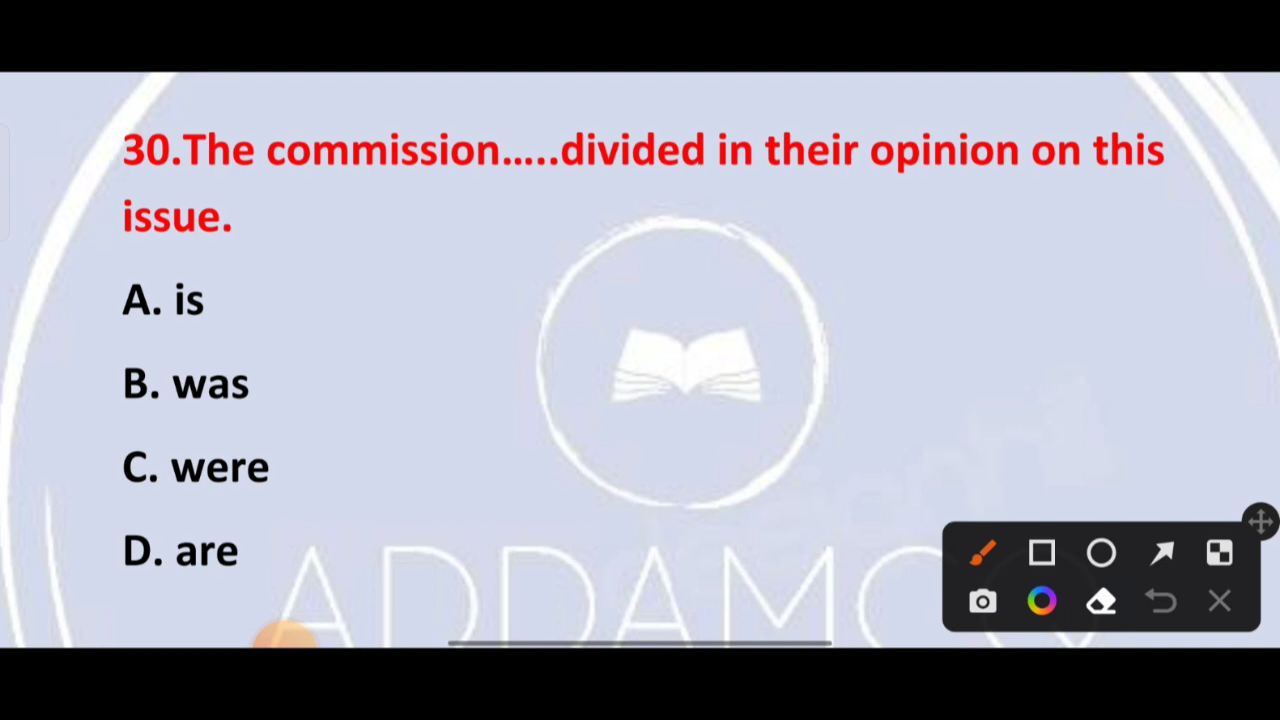 30.The commission.....divided in their opinion on this
issue.
A. is
B. was
C. were
D. are